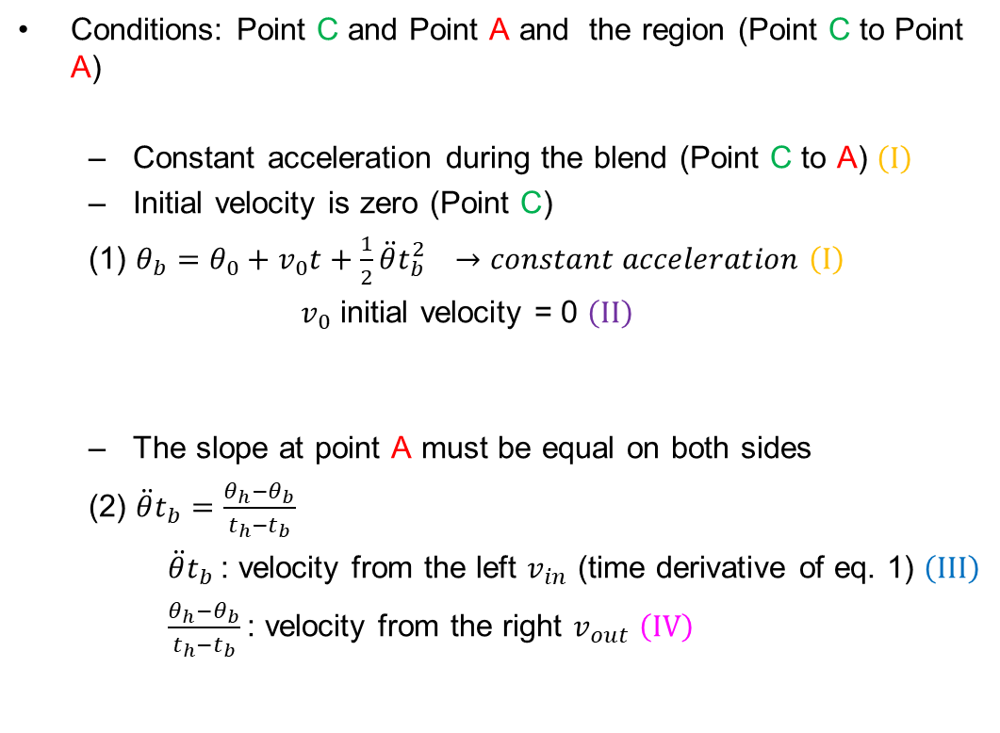 • Conditions: Point C and Point A and the region (Point C to Point
A)
– Constant acceleration during the blend (Point C to A) (I)
– Initial velocity is zero (Point C)
(1) θ_b = θ_0 + v_0t + 1/2 θ̈t_b^2 → constant acceleration (I)
v_0 initial velocity = 0 (II)
– The slope at point A must be equal on both sides
(2) θ̈t_b = (θ_h−θ_b)/(t_h−t_b)
θ̈t_b : velocity from the left v_in (time derivative of eq. 1) (III)
(θ_h−θ_b)/(t_h−t_b) : velocity from the right v_out (IV)